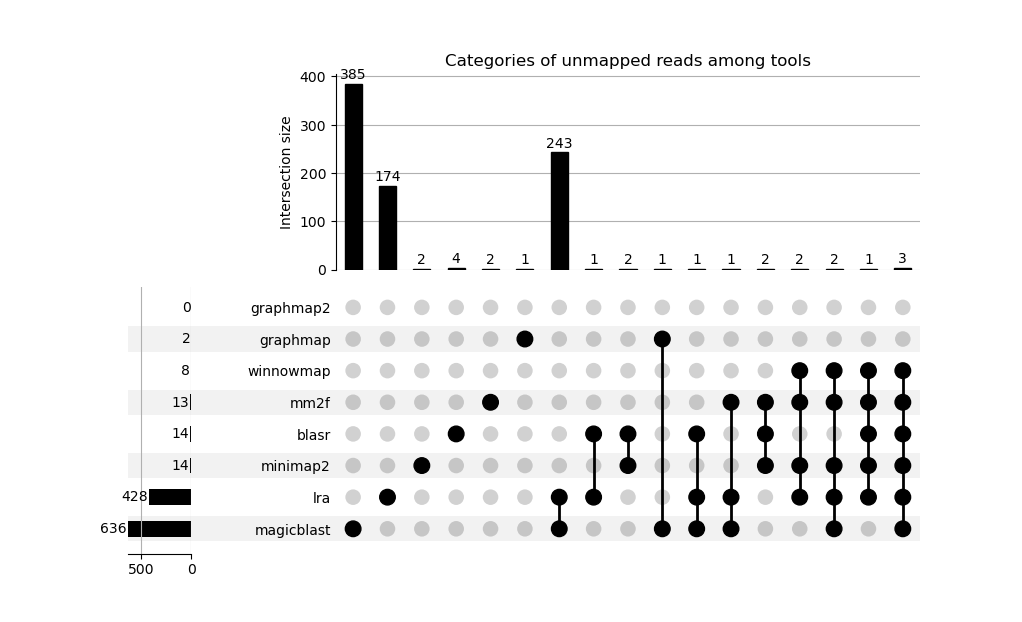 Categories of unmapped reads among tools
Intersection size
400
300
200
100
0
385
174
2
4
2
1
243
1
2
1
1
1
2
2
2
1
3
0 graphmap2
2 graphmap
8 winnowmap
13 mm2f
14 blasr
14 minimap2
428 lra
636 magicblast
500 0